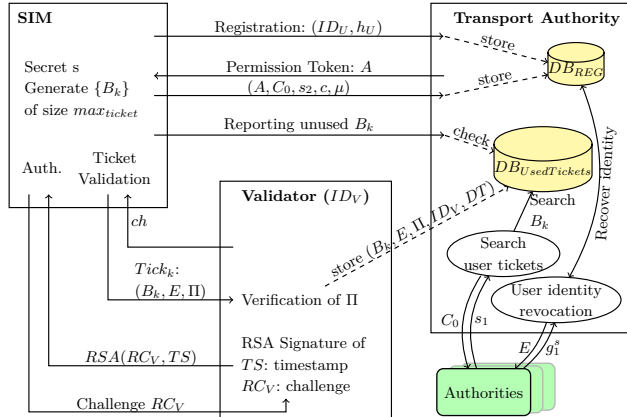 SIM
Transport Authority
Registration: (ID_U, h_U)
store
Secret s
Permission Token: A
DB_REG
Generate {B_k}
store
of size max_ticket
(A, C_0, s_2, c, μ)
Reporting unused B_k
check
Auth.
Ticket
Validation
DB_UsedTickets
Validator (ID_V)
Search
B_k
Recover identity
ch
store (B_k, E, Π, ID_V, DT)
Search
user tickets
Tick_k:
(B_k, E, Π)
Verification of Π
User identity
revocation
C_0
s_1
RSA Signature of
TS: timestamp
RC_V: challenge
RSA(RC_V, TS)
E
g_1^s
Authorities
Challenge RC_V